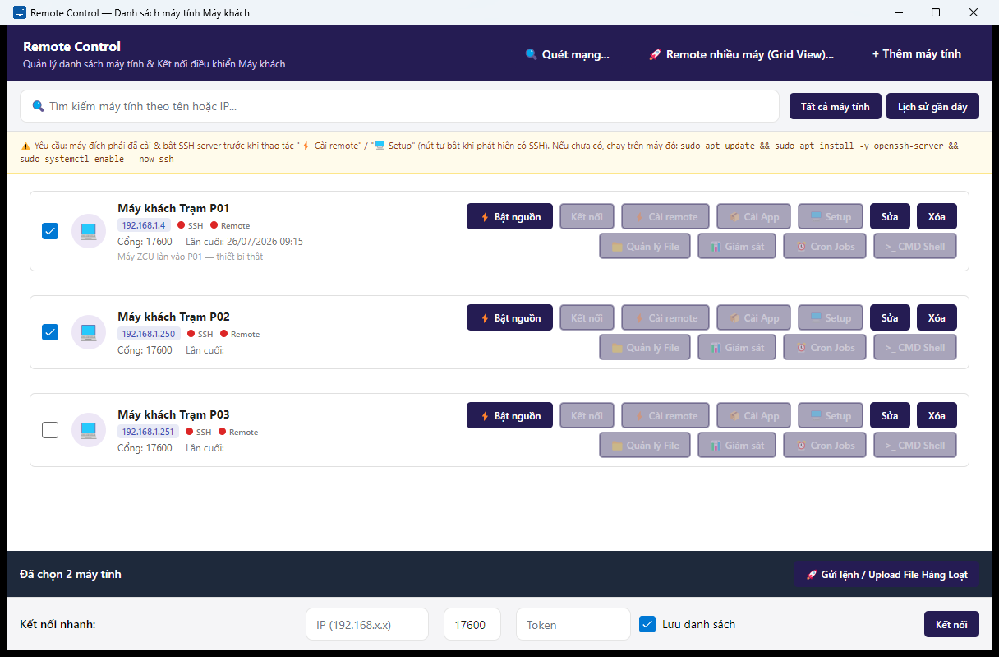 Remote Control — Danh sách máy tính Máy khách
Remote Control
Quản lý danh sách máy tính & Kết nối điều khiển Máy khách
🔍 Quét mạng...
🚀 Remote nhiều máy (Grid View)...
+ Thêm máy tính
🔍 Tìm kiếm máy tính theo tên hoặc IP...
Tất cả máy tính
Lịch sử gần đây
⚠️ Yêu cầu: máy đích phải đã cài & bật SSH server trước khi thao tác "⚡ Cài remote" / "🖥️ Setup" (nút tự bật khi phát hiện có SSH). Nếu chưa có, chạy trên máy đó: sudo apt update && sudo apt install -y openssh-server &&
sudo systemctl enable --now ssh
Máy khách Trạm P01
192.168.1.4 SSH Remote
Cổng: 17600 Lần cuối: 26/07/2026 09:15
Máy ZCU lăn vào P01 — thiết bị thật
⚡ Bật nguồn Kết nối ⚡ Cài remote 📦 Cài App 🖥️ Setup Sửa Xóa
📁 Quản lý File 📊 Giám sát ⏰ Cron Jobs >_ CMD Shell
Máy khách Trạm P02
192.168.1.250 SSH Remote
Cổng: 17600 Lần cuối:
⚡ Bật nguồn Kết nối ⚡ Cài remote 📦 Cài App 🖥️ Setup Sửa Xóa
📁 Quản lý File 📊 Giám sát ⏰ Cron Jobs >_ CMD Shell
Máy khách Trạm P03
192.168.1.251 SSH Remote
Cổng: 17600 Lần cuối:
⚡ Bật nguồn Kết nối ⚡ Cài remote 📦 Cài App 🖥️ Setup Sửa Xóa
📁 Quản lý File 📊 Giám sát ⏰ Cron Jobs >_ CMD Shell
Đã chọn 2 máy tính
🚀 Gửi lệnh / Upload File Hàng Loạt
Kết nối nhanh: IP (192.168.x.x) 17600 Token Lưu danh sách Kết nối